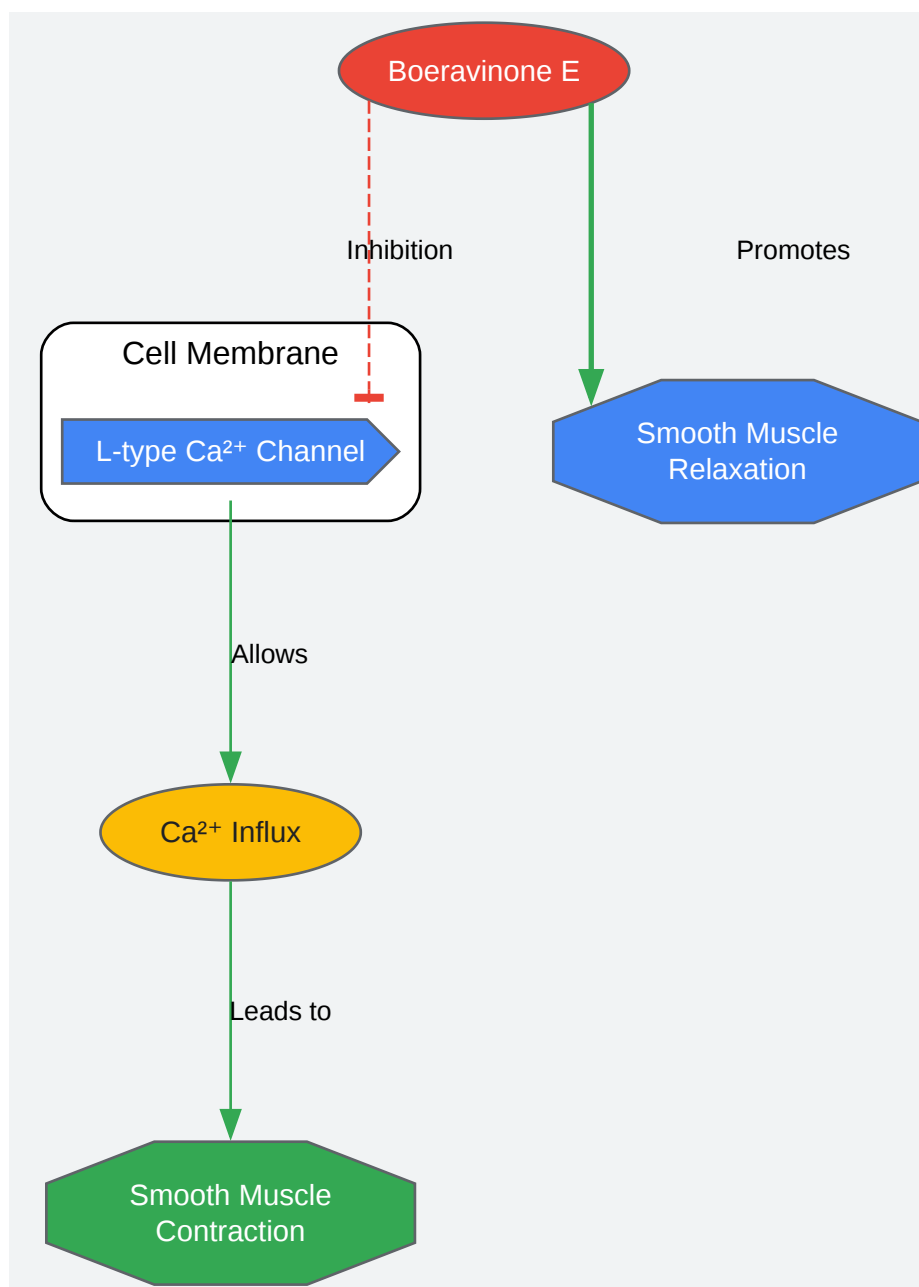 Boeravinone E
Inhibition
Promotes
Cell Membrane
L-type Ca²⁺ Channel
Smooth Muscle
Relaxation
Allows
Ca²⁺ Influx
Leads to
Smooth Muscle
Contraction